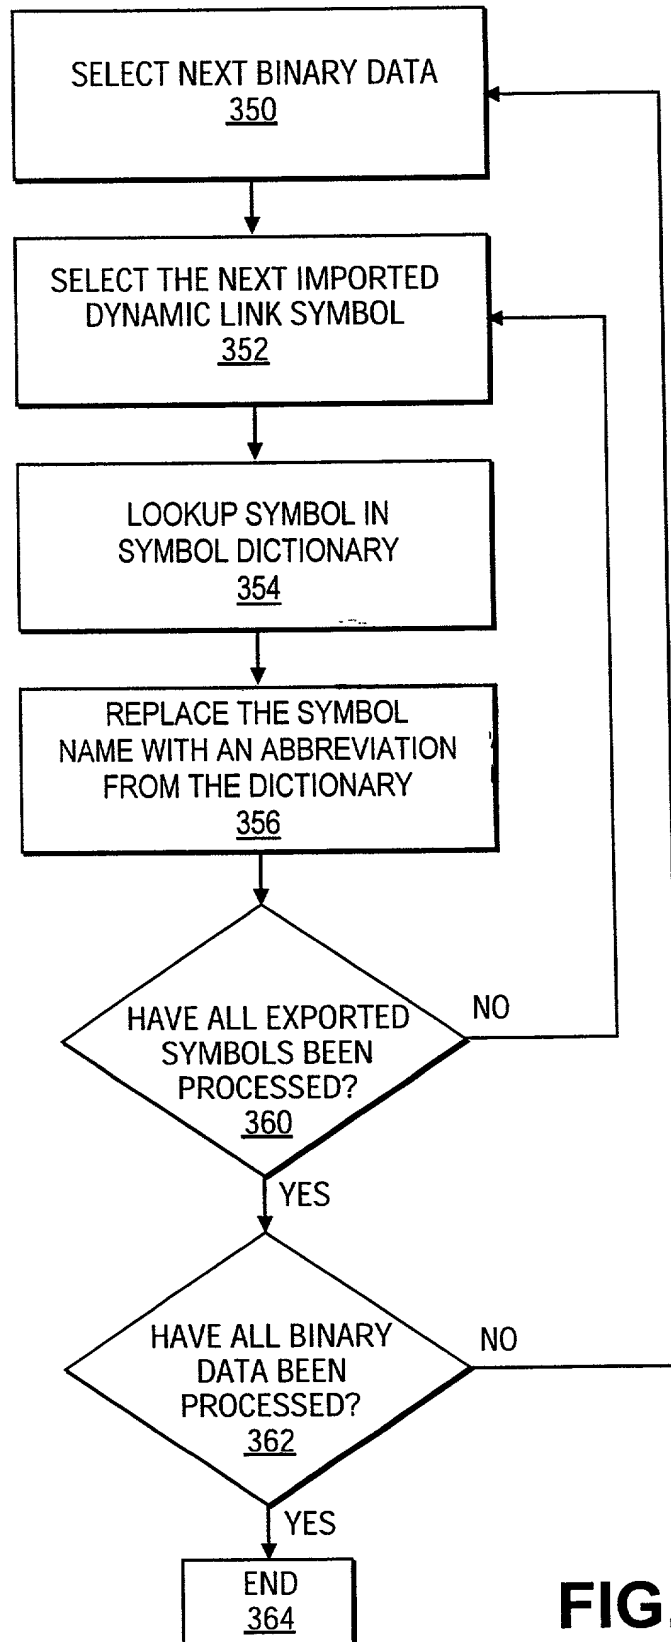 SELECT NEXT BINARY DATA
350
SELECT THE NEXT IMPORTED
DYNAMIC LINK SYMBOL
352
LOOKUP SYMBOL IN
SYMBOL DICTIONARY
354
REPLACE THE SYMBOL
NAME WITH AN ABBREVIATION
FROM THE DICTIONARY
356
HAVE ALL EXPORTED
SYMBOLS BEEN
PROCESSED?
360
NO
YES
HAVE ALL BINARY
DATA BEEN
PROCESSED?
362
NO
YES
END
364
FIG.